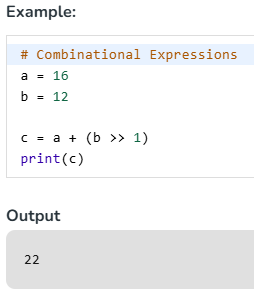 Example:
# Combinational Expressions
a = 16
b = 12
c = a + (b >> 1)
print(c)
Output
22